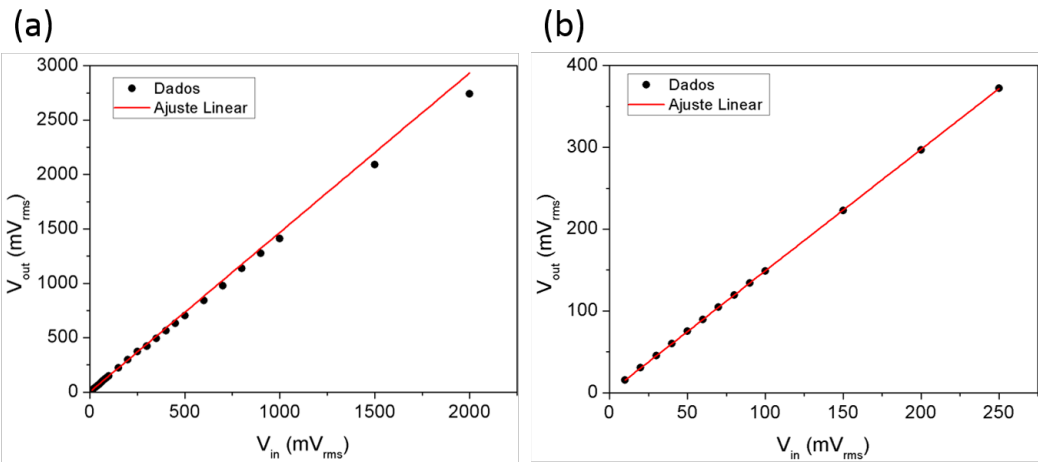 (a)
3000
2500
2000
1500
1000
500
0
V_out (mV_rms)
Dados
Ajuste Linear
0 500 1000 1500 2000
V_in (mV_rms)
(b)
400
300
200
100
0
V_out (mV_rms)
Dados
Ajuste Linear
0 50 100 150 200 250
V_in (mV_rms)